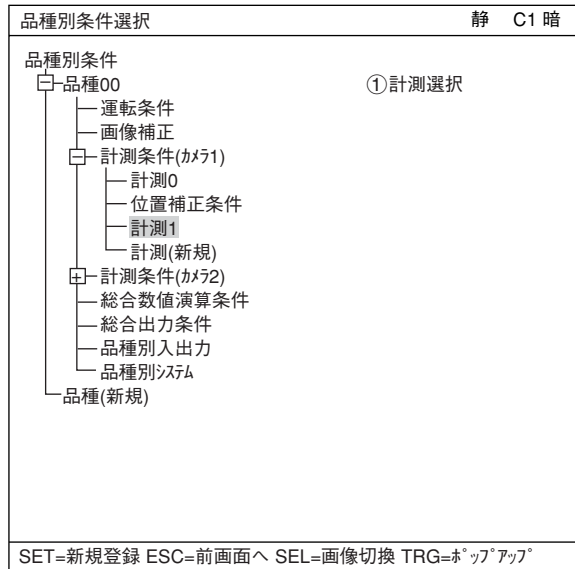 品種別条件選択 静 C1 暗
品種別条件
品種00 ①計測選択
運転条件
画像補正
計測条件(ｶﾒﾗ1)
計測0
位置補正条件
計測1
計測(新規)
計測条件(ｶﾒﾗ2)
総合数値演算条件
総合出力条件
品種別入出力
品種別ｼｽﾃﾑ
品種(新規)
SET=新規登録 ESC=前画面へ SEL=画像切換 TRG=ﾎﾟｯﾌﾟｱｯﾌﾟ